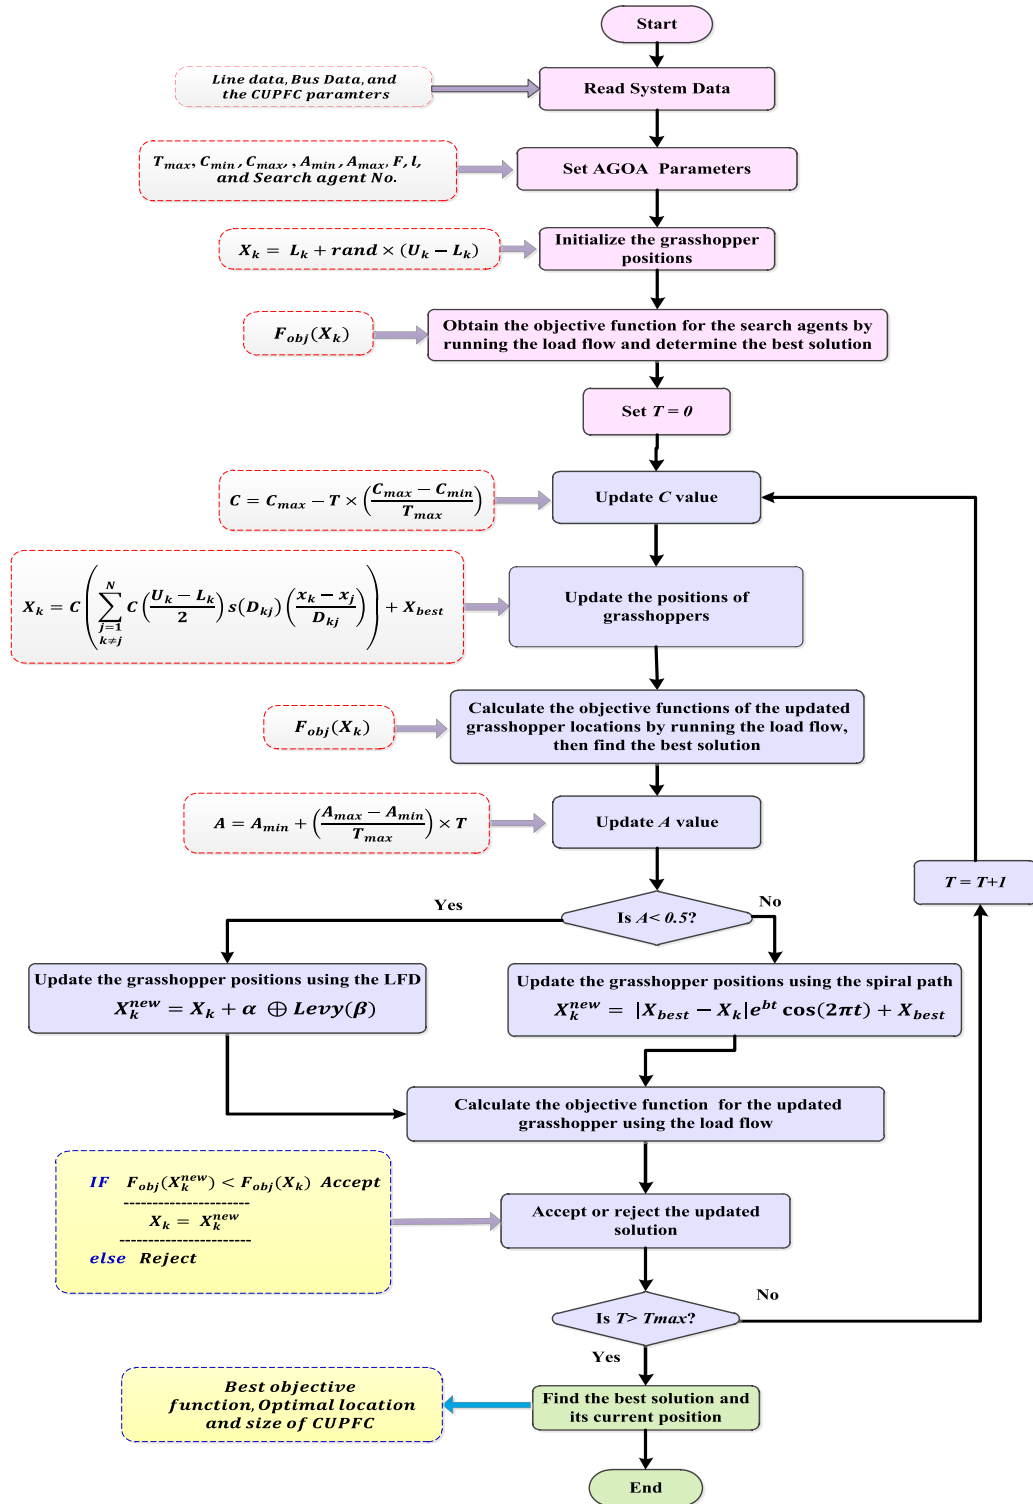 Start
Line data, Bus Data, and
the CUPFC paramters
Read System Data
T_max, C_min, C_max, , A_min, A_max, F, l,
and Search agent No.
Set AGOA Parameters
X_k = L_k + rand × (U_k − L_k)
Initialize the grasshopper
positions
F_obj(X_k)
Obtain the objective function for the search agents by
running the load flow and determine the best solution
Set T = 0
C = C_max − T × ((C_max − C_min)/T_max)
Update C value
X_k = C(∑_{j=1, k≠j}^{N} C((U_k − L_k)/2) s(D_kj) ((x_k − x_j)/D_kj)) + X_best
Update the positions of
grasshoppers
F_obj(X_k)
Calculate the objective functions of the updated
grasshopper locations by running the load flow,
then find the best solution
A = A_min + ((A_max − A_min)/T_max) × T
Update A value
T = T+1
Yes
No
Is A< 0.5?
Update the grasshopper positions using the LFD
X_k^new = X_k + α ⊕ Levy(β)
Update the grasshopper positions using the spiral path
X_k^new = |X_best − X_k|e^bt cos(2πt) + X_best
Calculate the objective function for the updated
grasshopper using the load flow
IF F_obj(X_k^new) < F_obj(X_k) Accept
-----------------------
X_k = X_k^new
-----------------------
else Reject
Accept or reject the updated
solution
No
Is T> Tmax?
Yes
Best objective
function, Optimal location
and size of CUPFC
Find the best solution and
its current position
End